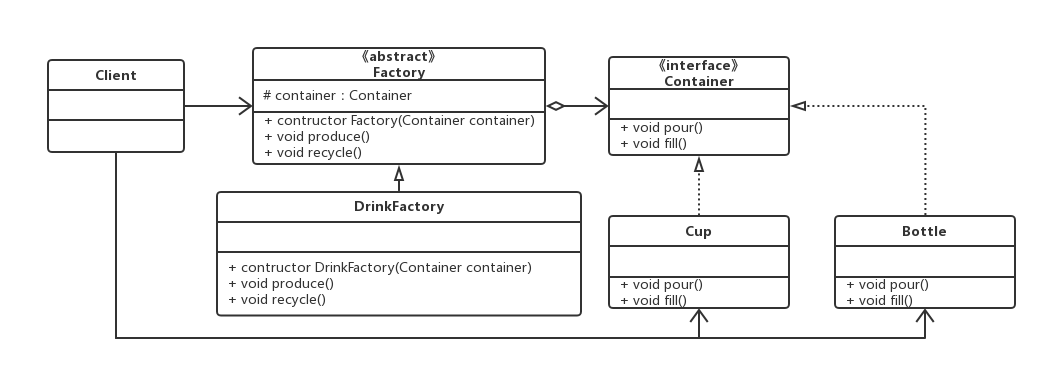 Client
《abstract》
Factory
# container : Container
+ contructor Factory(Container container)
+ void produce()
+ void recycle()
《interface》
Container
+ void pour()
+ void fill()
DrinkFactory
+ contructor DrinkFactory(Container container)
+ void produce()
+ void recycle()
Cup
+ void pour()
+ void fill()
Bottle
+ void pour()
+ void fill()